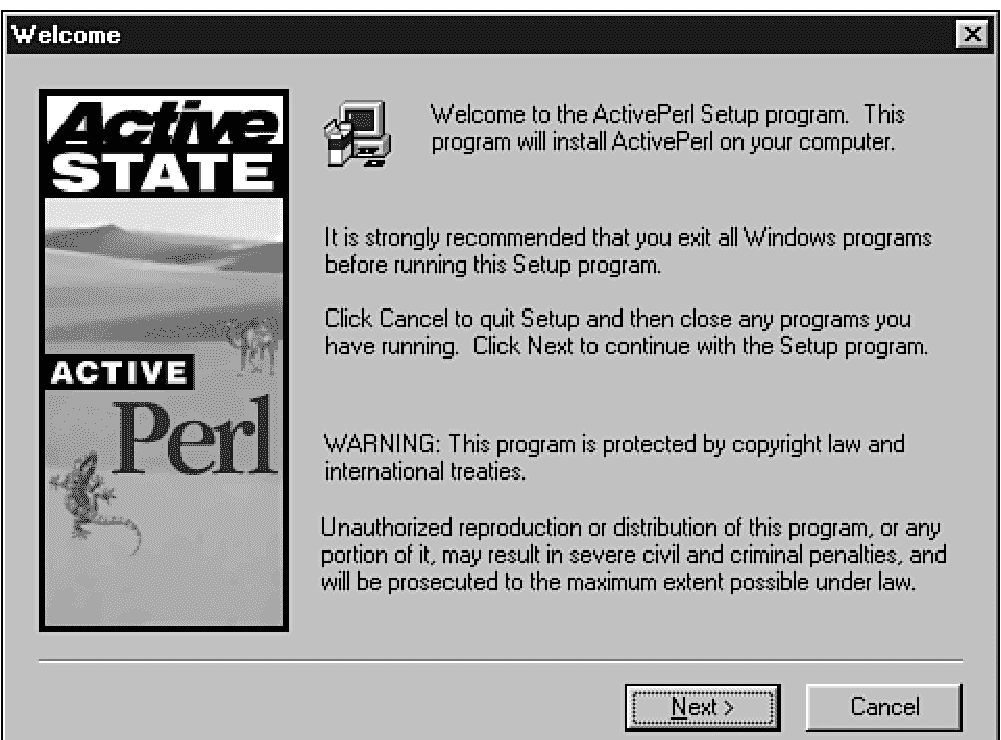 Welcome
Active
STATE
ACTIVE
Perl
Welcome to the ActivePerl Setup program. This
program will install ActivePerl on your computer.
It is strongly recommended that you exit all Windows programs
before running this Setup program.
Click Cancel to quit Setup and then close any programs you
have running. Click Next to continue with the Setup program.
WARNING: This program is protected by copyright law and
international treaties.
Unauthorized reproduction or distribution of this program, or any
portion of it, may result in severe civil and criminal penalties, and
will be prosecuted to the maximum extent possible under law.
Next >
Cancel